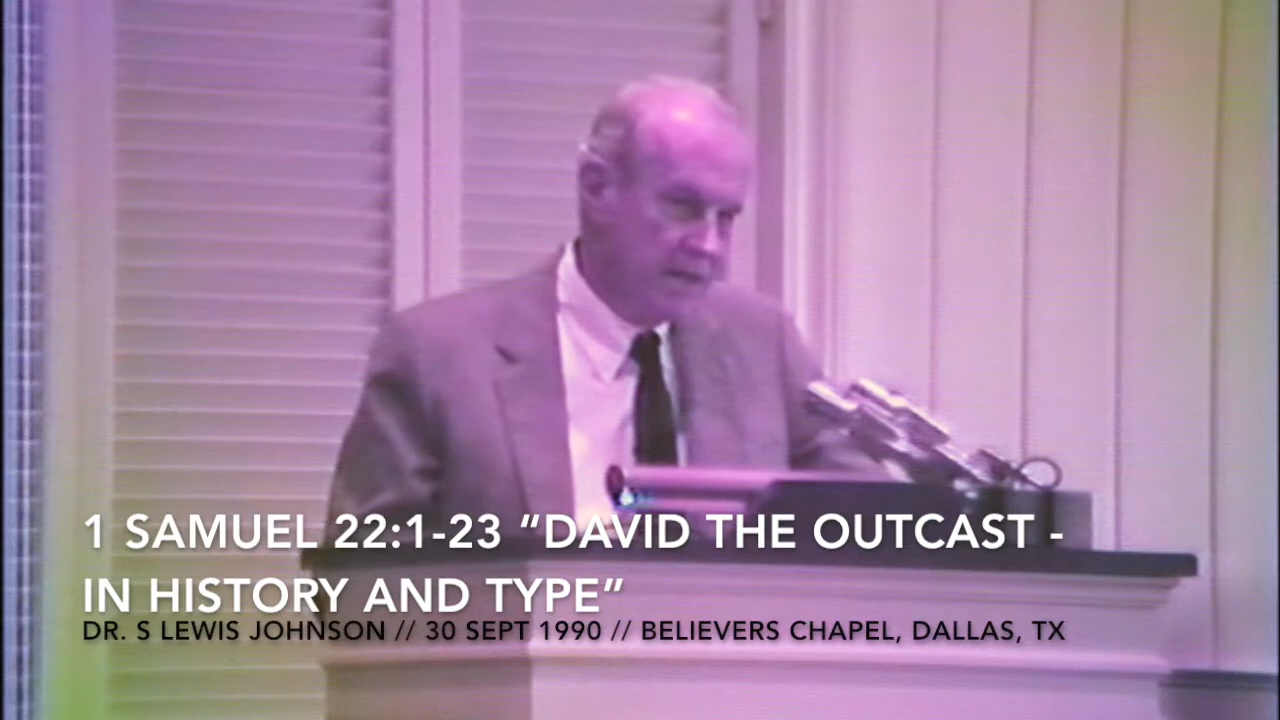 1 SAMUEL 22:1-23 “DAVID THE OUTCAST -
IN HISTORY AND TYPE”
DR. S LEWIS JOHNSON // 30 SEPT 1990 // BELIEVERS CHAPEL, DALLAS, TX